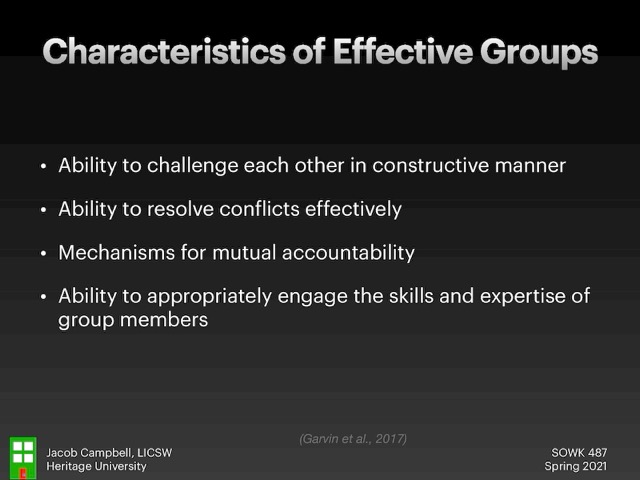 Characteristics of Effective Groups
• Ability to challenge each other in constructive manner
• Ability to resolve conflicts effectively
• Mechanisms for mutual accountability
• Ability to appropriately engage the skills and expertise of
group members
(Garvin et al., 2017)
Jacob Campbell, LICSW
Heritage University
SOWK 487
Spring 2021